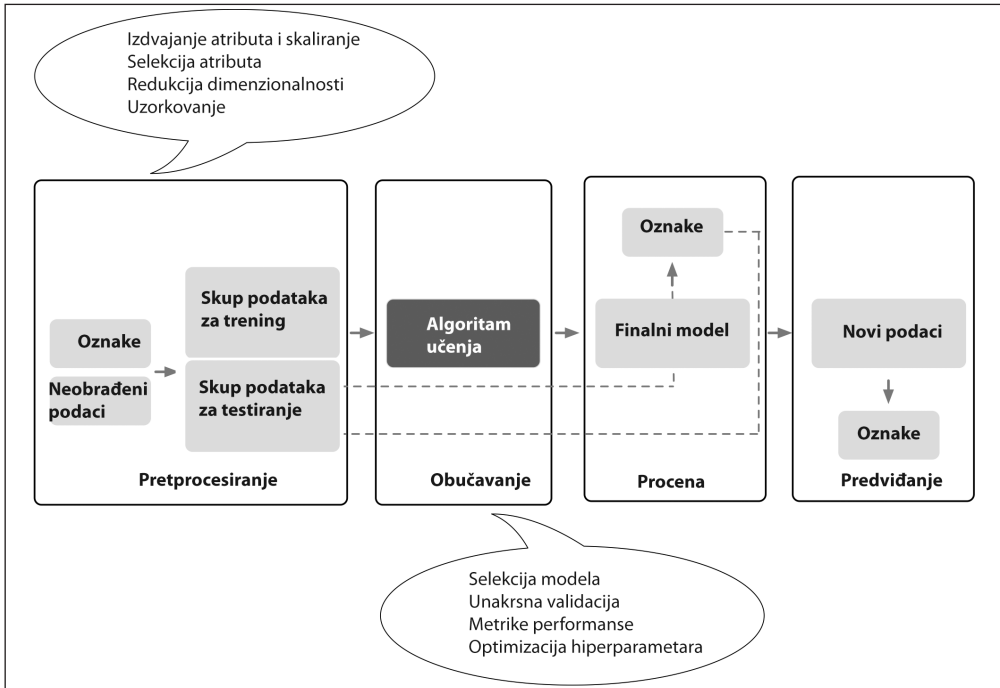 Izdvajanje atributa i skaliranje
Selekcija atributa
Redukcija dimenzionalnosti
Uzorkovanje
Oznake
Neobrađeni
podaci
Skup podataka
za trening
Skup podataka
za testiranje
Pretprocesiranje
Algoritam
učenja
Obučavanje
Oznake
Finalni model
Procena
Novi podaci
Oznake
Predviđanje
Selekcija modela
Unakrsna validacija
Metrike performanse
Optimizacija hiperparametara